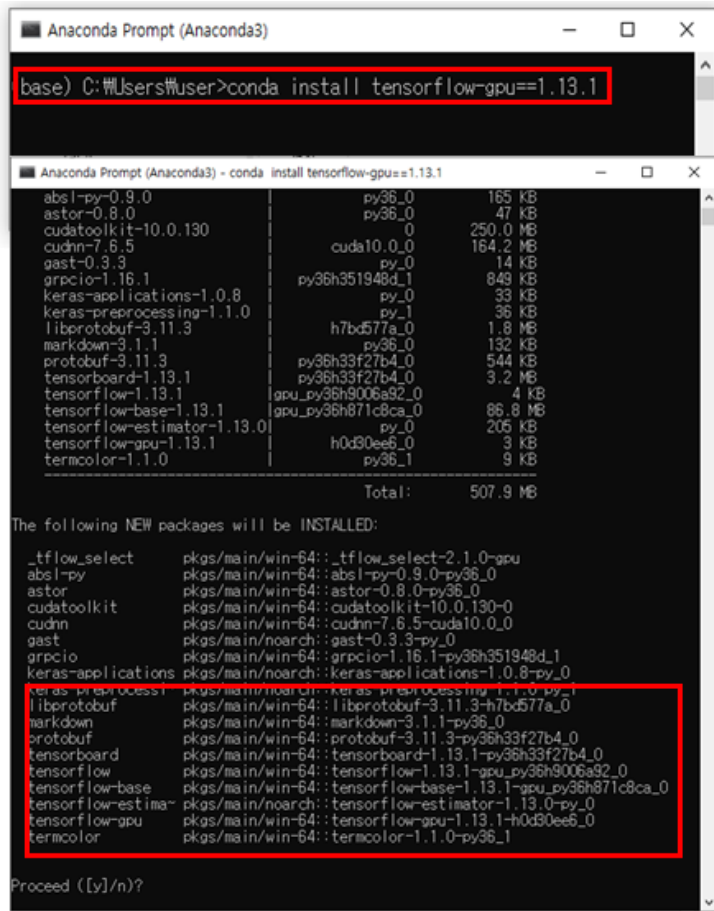 Anaconda Prompt (Anaconda3)
(base) C:₩Users₩user>conda install tensorflow-gpu==1.13.1
Anaconda Prompt (Anaconda3) - conda  install tensorflow-gpu==1.13.1
absl-py-0.9.0 | py36_0 165 KB
astor-0.8.0 | py36_0 47 KB
cudatoolkit-10.0.130 | 0 250.0 MB
cudnn-7.6.5 | cuda10.0_0 164.2 MB
gast-0.3.3 | py_0 14 KB
grpcio-1.16.1 | py36h351948d_1 849 KB
keras-applications-1.0.8 | py_0 33 KB
keras-preprocessing-1.1.0 | py_1 36 KB
libprotobuf-3.11.3 | h7bd577a_0 1.8 MB
markdown-3.1.1 | py36_0 132 KB
protobuf-3.11.3 | py36h33f27b4_0 544 KB
tensorboard-1.13.1 | py36h33f27b4_0 3.2 MB
tensorflow-1.13.1 |gpu_py36h9006a92_0 4 KB
tensorflow-base-1.13.1 |gpu_py36h871c8ca_0 86.8 MB
tensorflow-estimator-1.13.0| py_0 205 KB
tensorflow-gpu-1.13.1 | h0d30ee6_0 3 KB
termcolor-1.1.0 | py36_1 9 KB
------------------------------------------------------------
Total: 507.9 MB
The following NEW packages will be INSTALLED:
_tflow_select pkgs/main/win-64::_tflow_select-2.1.0-gpu
absl-py pkgs/main/win-64::absl-py-0.9.0-py36_0
astor pkgs/main/win-64::astor-0.8.0-py36_0
cudatoolkit pkgs/main/win-64::cudatoolkit-10.0.130-0
cudnn pkgs/main/win-64::cudnn-7.6.5-cuda10.0_0
gast pkgs/main/noarch::gast-0.3.3-py_0
grpcio pkgs/main/win-64::grpcio-1.16.1-py36h351948d_1
keras-applications pkgs/main/noarch::keras-applications-1.0.8-py_0
keras-preprocessi~ pkgs/main/noarch::keras-preprocessing-1.1.0-py_1
libprotobuf pkgs/main/win-64::libprotobuf-3.11.3-h7bd577a_0
markdown pkgs/main/win-64::markdown-3.1.1-py36_0
protobuf pkgs/main/win-64::protobuf-3.11.3-py36h33f27b4_0
tensorboard pkgs/main/win-64::tensorboard-1.13.1-py36h33f27b4_0
tensorflow pkgs/main/win-64::tensorflow-1.13.1-gpu_py36h9006a92_0
tensorflow-base pkgs/main/win-64::tensorflow-base-1.13.1-gpu_py36h871c8ca_0
tensorflow-estima~ pkgs/main/noarch::tensorflow-estimator-1.13.0-py_0
tensorflow-gpu pkgs/main/win-64::tensorflow-gpu-1.13.1-h0d30ee6_0
termcolor pkgs/main/win-64::termcolor-1.1.0-py36_1
Proceed ([y]/n)?